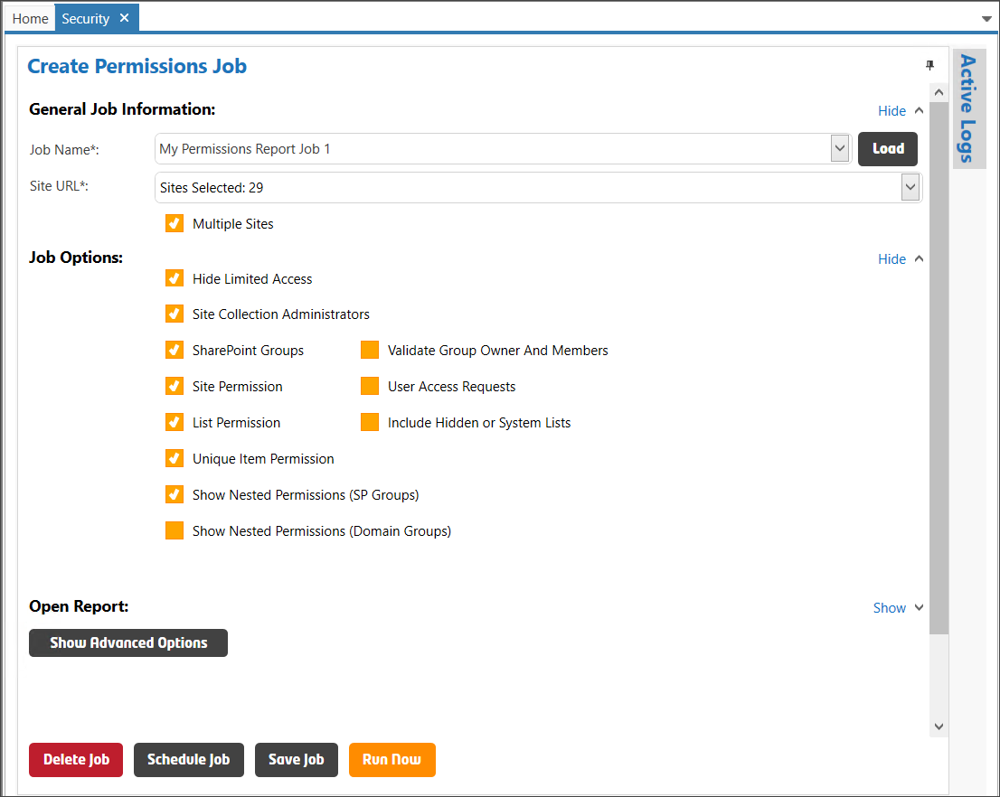 Home Security
Create Permissions Job
Active Logs
General Job Information:
Hide
Job Name*:
My Permissions Report Job 1
Load
Site URL*:
Sites Selected: 29
Multiple Sites
Job Options:
Hide
Hide Limited Access
Site Collection Administrators
SharePoint Groups
Validate Group Owner And Members
Site Permission
User Access Requests
List Permission
Include Hidden or System Lists
Unique Item Permission
Show Nested Permissions (SP Groups)
Show Nested Permissions (Domain Groups)
Open Report:
Show
Show Advanced Options
Delete Job
Schedule Job
Save Job
Run Now